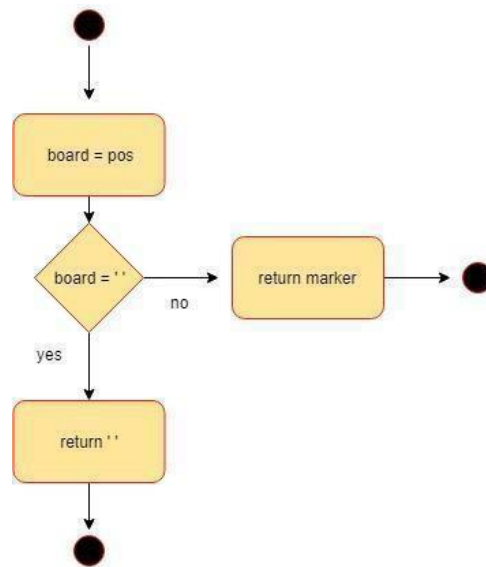 board = pos
board = ' '
return marker
no
yes
return ' '